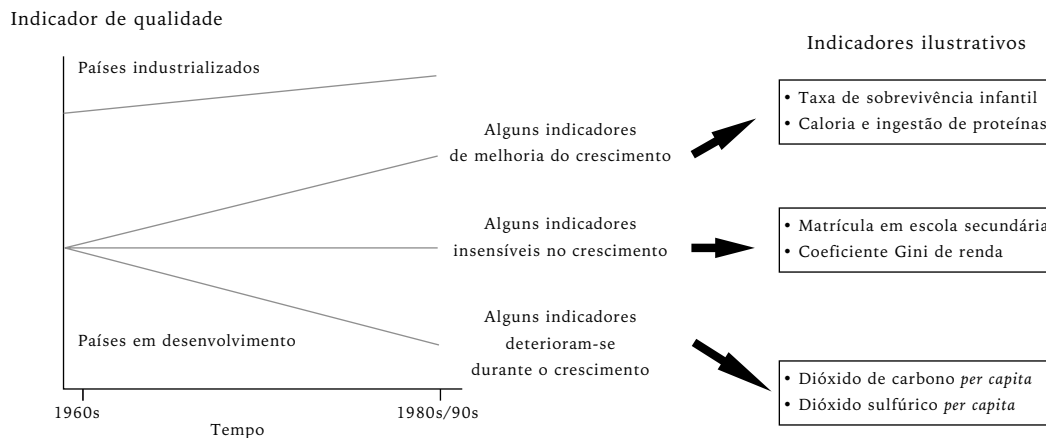 Indicador de qualidade
Países industrializados
Países em desenvolvimento
1960s
1980s/90s
Tempo
Alguns indicadores
de melhoria do crescimento
Alguns indicadores
insensíveis no crescimento
Alguns indicadores
deterioram-se
durante o crescimento
Indicadores ilustrativos
• Taxa de sobrevivência infantil
• Caloria e ingestão de proteínas
• Matrícula em escola secundária
• Coeficiente Gini de renda
• Dióxido de carbono per capita
• Dióxido sulfúrico per capita